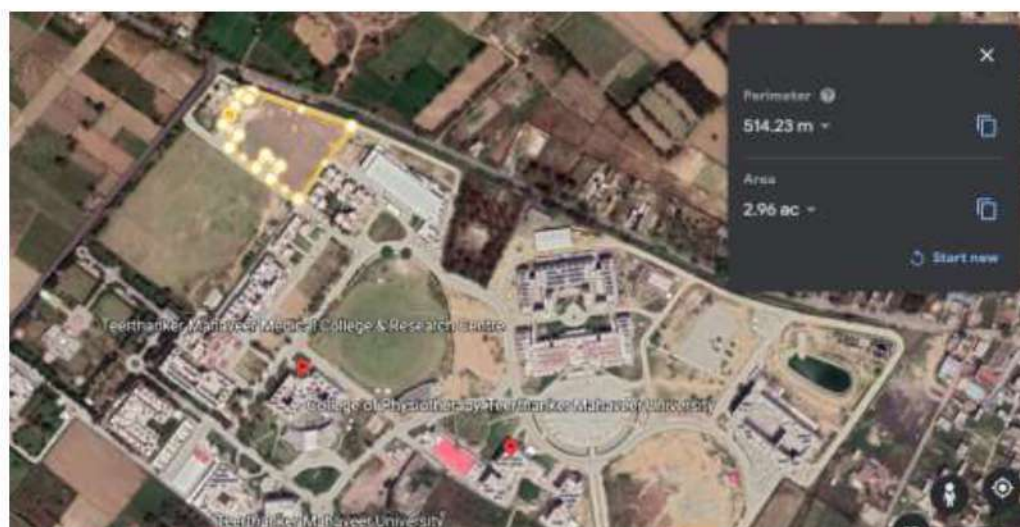 Perimeter
514.23 m
Area
2.96 ac
Start new
Teerthanker Mahaveer Medical College & Research Centre
College of Physiotherapy Teerthanker Mahaveer University
Teerthanker Mahaveer University